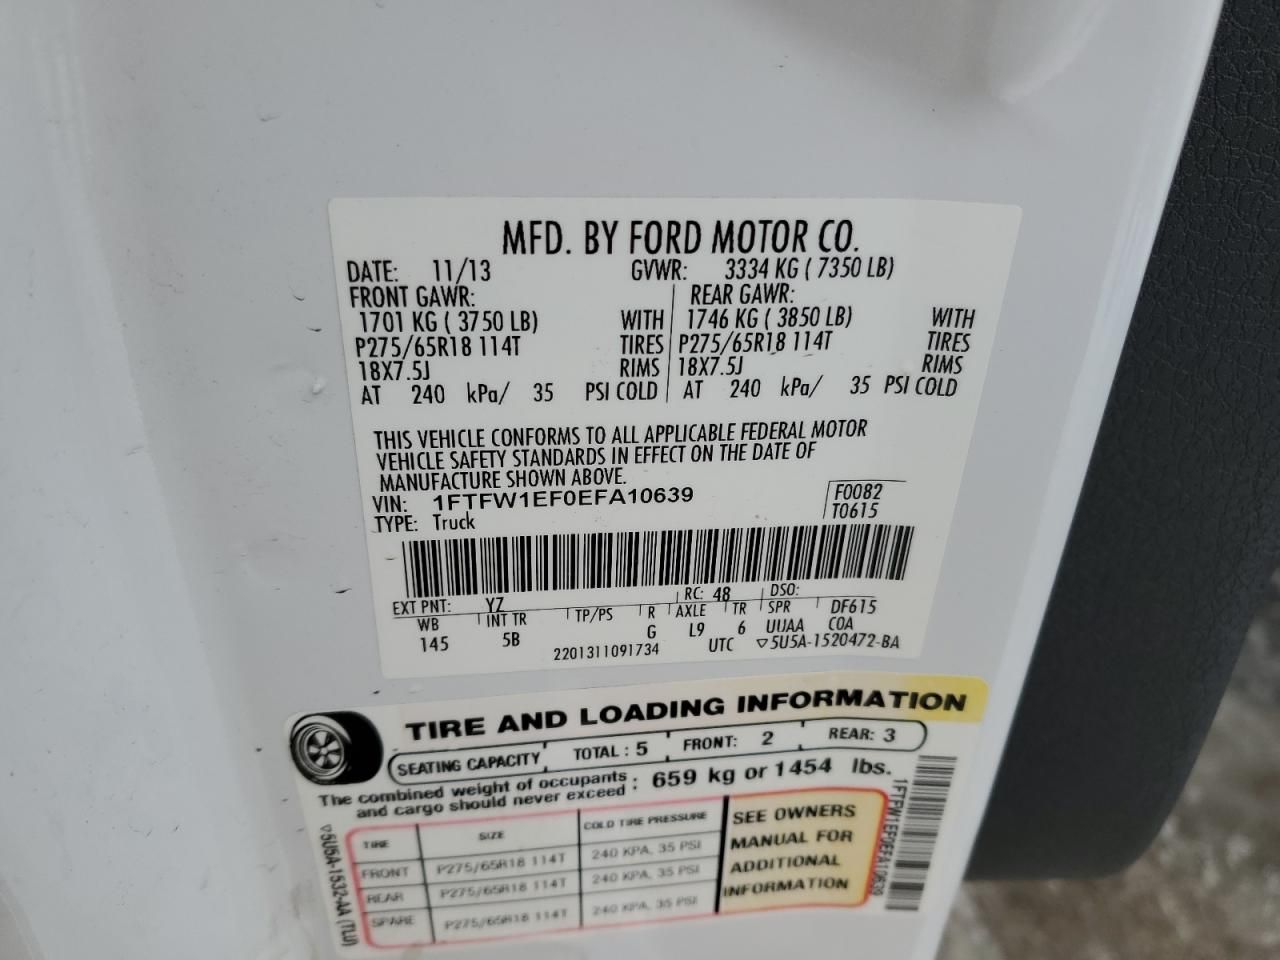 MFD. BY FORD MOTOR CO.
DATE: 11/13 GVWR: 3334 KG ( 7350 LB)
FRONT GAWR: REAR GAWR:
1701 KG ( 3750 LB) WITH 1746 KG ( 3850 LB) WITH
P275/65R18 114T TIRES P275/65R18 114T TIRES
18X7.5J RIMS 18X7.5J RIMS
AT 240 kPa/ 35 PSI COLD AT 240 kPa/ 35 PSI COLD
THIS VEHICLE CONFORMS TO ALL APPLICABLE FEDERAL MOTOR
VEHICLE SAFETY STANDARDS IN EFFECT ON THE DATE OF
MANUFACTURE SHOWN ABOVE.
VIN: 1FTFW1EF0EFA10639 F0082
TYPE: Truck T0615
EXT PNT: YZ RC: 48 DSO:
WB INT TR TP/PS R AXLE TR SPR DF615
145 5B G L9 6 UUAA COA
2201311091734 UTC ▽5U5A-1520472-BA
TIRE AND LOADING INFORMATION
SEATING CAPACITY TOTAL : 5 FRONT: 2 REAR: 3
The combined weight of occupants : 659 kg or 1454 lbs.
and cargo should never exceed :
TIRE SIZE COLD TIRE PRESSURE
FRONT P275/65R18 114T 240 KPA, 35 PSI
REAR P275/65R18 114T 240 KPA, 35 PSI
SPARE P275/65R18 114T 240 KPA, 35 PSI
SEE OWNERS
MANUAL FOR
ADDITIONAL
INFORMATION
▽5U5A-1532-AA (TLU)
1FTFW1EF0EFA10639